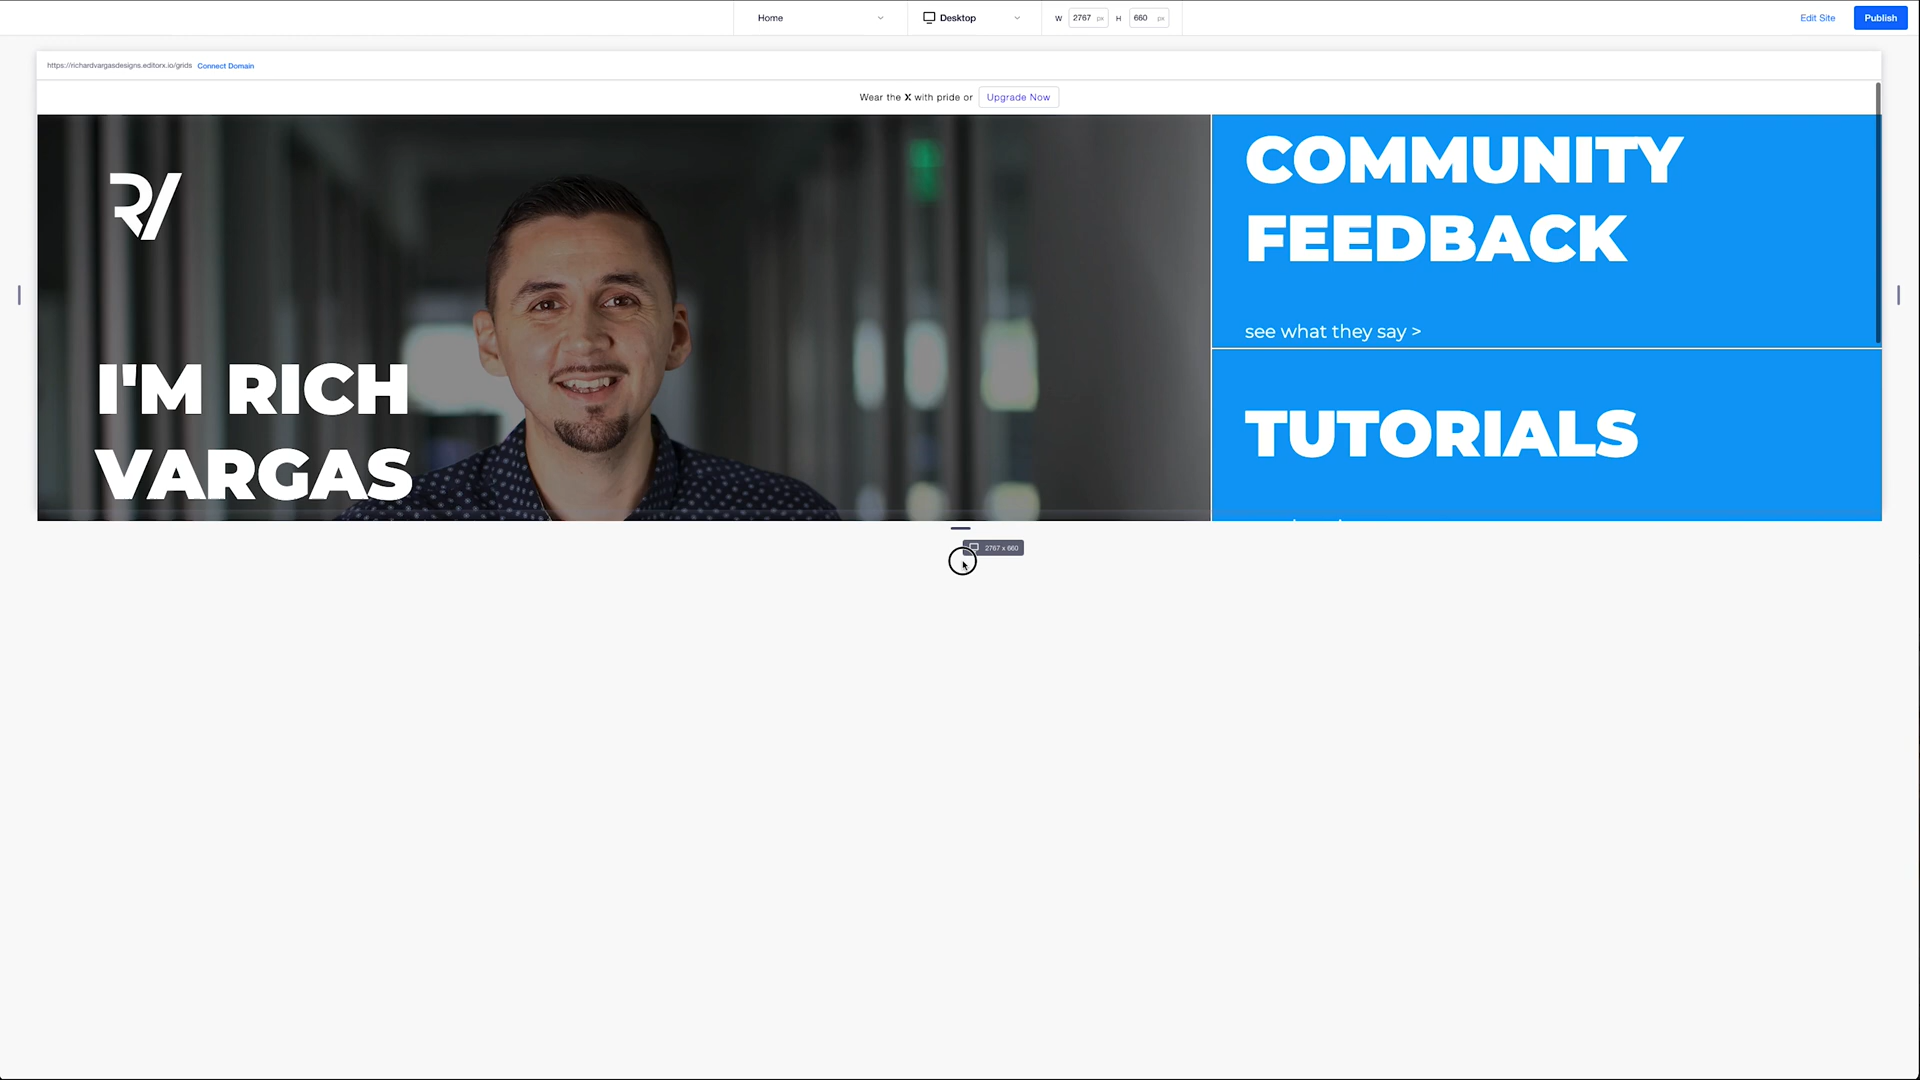 Home
Desktop
W 2767 px H 660 px
Edit Site
Publish
https://richardvargasdesigns.editorx.io/grids Connect Domain
Wear the X with pride or Upgrade Now
RV
I'M RICH
VARGAS
COMMUNITY
FEEDBACK
see what they say >
TUTORIALS
2767 x 660